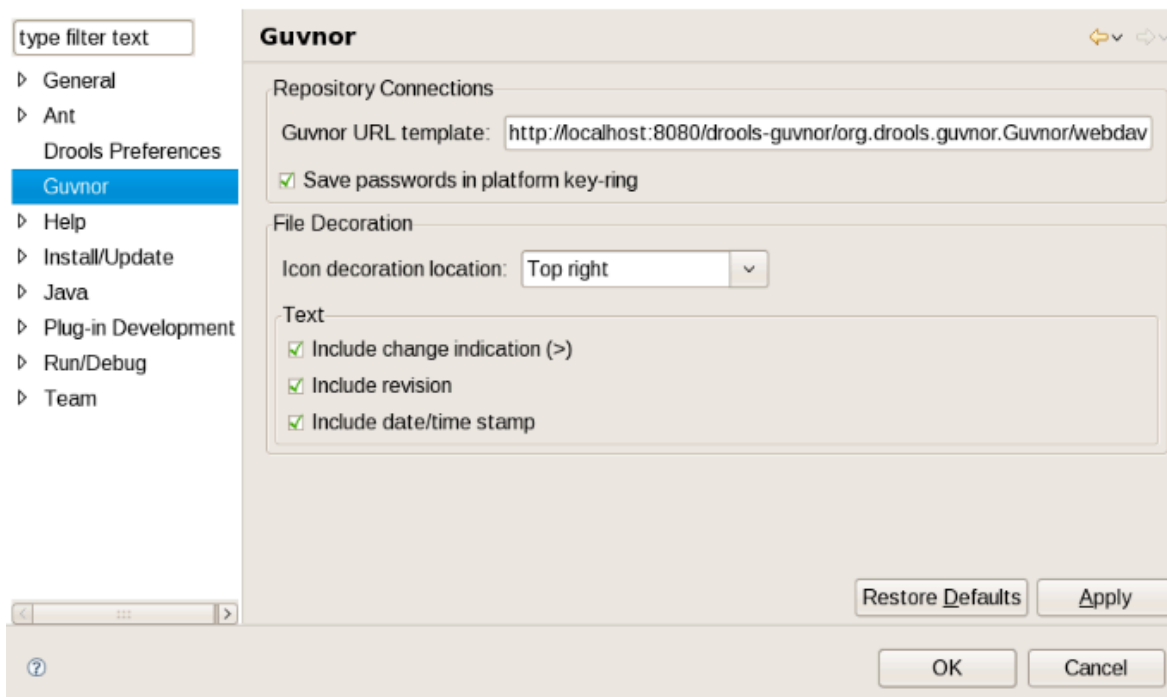 type filter text
General
Ant
Drools Preferences
Guvnor
Help
Install/Update
Java
Plug-in Development
Run/Debug
Team
Guvnor
Repository Connections
Guvnor URL template: http://localhost:8080/drools-guvnor/org.drools.guvnor.Guvnor/webdav
Save passwords in platform key-ring
File Decoration
Icon decoration location: Top right
Text
Include change indication (>)
Include revision
Include date/time stamp
Restore Defaults Apply
? OK Cancel